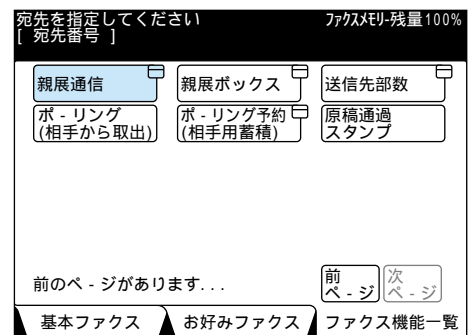 宛先を指定してください ファクスメモリ-残量100%
[ 宛先番号 ]
親展通信 親展ボックス 送信先部数
ポ-リング
(相手から取出)
ポ-リング予約
(相手用蓄積)
原稿通過
スタンプ
前のペ-ジがあります...
前
ペ-ジ
次
ペ-ジ
基本ファクス お好みファクス ファクス機能一覧